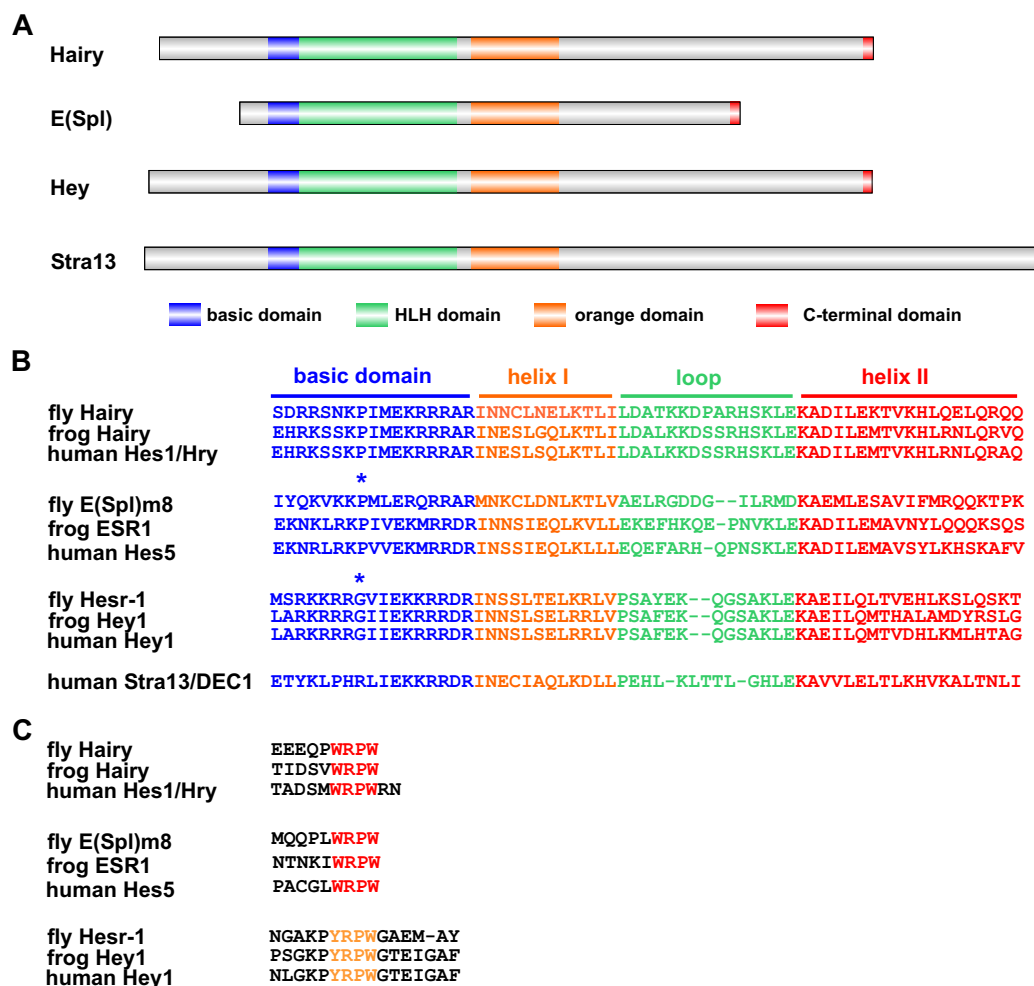 A
Hairy
E(Spl)
Hey
Stra13
basic domain HLH domain orange domain C-terminal domain
B
basic domain helix I loop helix II
fly Hairy SDRRSNKPIMEKRRRARINNCLNELKTLILDATKKDPARHSKLEKADILEKTVKHLQELQRQQ
frog Hairy EHRKSSKPIMEKRRRARINESLGQLKTLILDALKKDSSRHSKLEKADILEMTVKHLRNLQRVQ
human Hes1/Hry EHRKSSKPIMEKRRRARINESLSQLKTLILDALKKDSSRHSKLEKADILEMTVKHLRNLQRAQ
*
fly E(Spl)m8 IYQKVKKPMLERQRRARMNKCLDNLKTLVAELRGDDG--ILRMDKAEMLESAVIFMRQQKTPK
frog ESR1 EKNKLRKPIVEKMRRDRINNSIEQLKVLLEKEFHKQE-PNVKLEKADILEMAVNYLQQQKSQS
human Hes5 EKNRLRKPVVEKMRRDRINSSIEQLKLLLEQEFARH-QPNSKLEKADILEMAVSYLKHSKAFV
*
fly Hesr-1 MSRKKRRGVIEKKRRDRINSSLTELKRLVPSAYEK--QGSAKLEKAEILQLTVEHLKSLQSKT
frog Hey1 LARKRRRGIIEKRRRDRINNSLSELRRLVPSAFEK--QGSAKLEKAEILQMTHALAMDYRSLG
human Hey1 LARKRRRGIIEKRRRDRINNSLSELRRLVPSAFEK--QGSAKLEKAEILQMTVDHLKMLHTAG
human Stra13/DEC1 ETYKLPHRLIEKKRRDRINECIAQLKDLLPEHL-KLTTL-GHLEKAVVLELTLKHVKALTNLI
C
fly Hairy EEEQPWRPW
frog Hairy TIDSVWRPW
human Hes1/Hry TADSMWRPWRN
fly E(Spl)m8 MQQPLWRPW
frog ESR1 NTNKIWRPW
human Hes5 PACGLWRPW
fly Hesr-1 NGAKPYRPWGAEM-AY
frog Hey1 PSGKPYRPWGTEIGAF
human Hey1 NLGKPYRPWGTEIGAF